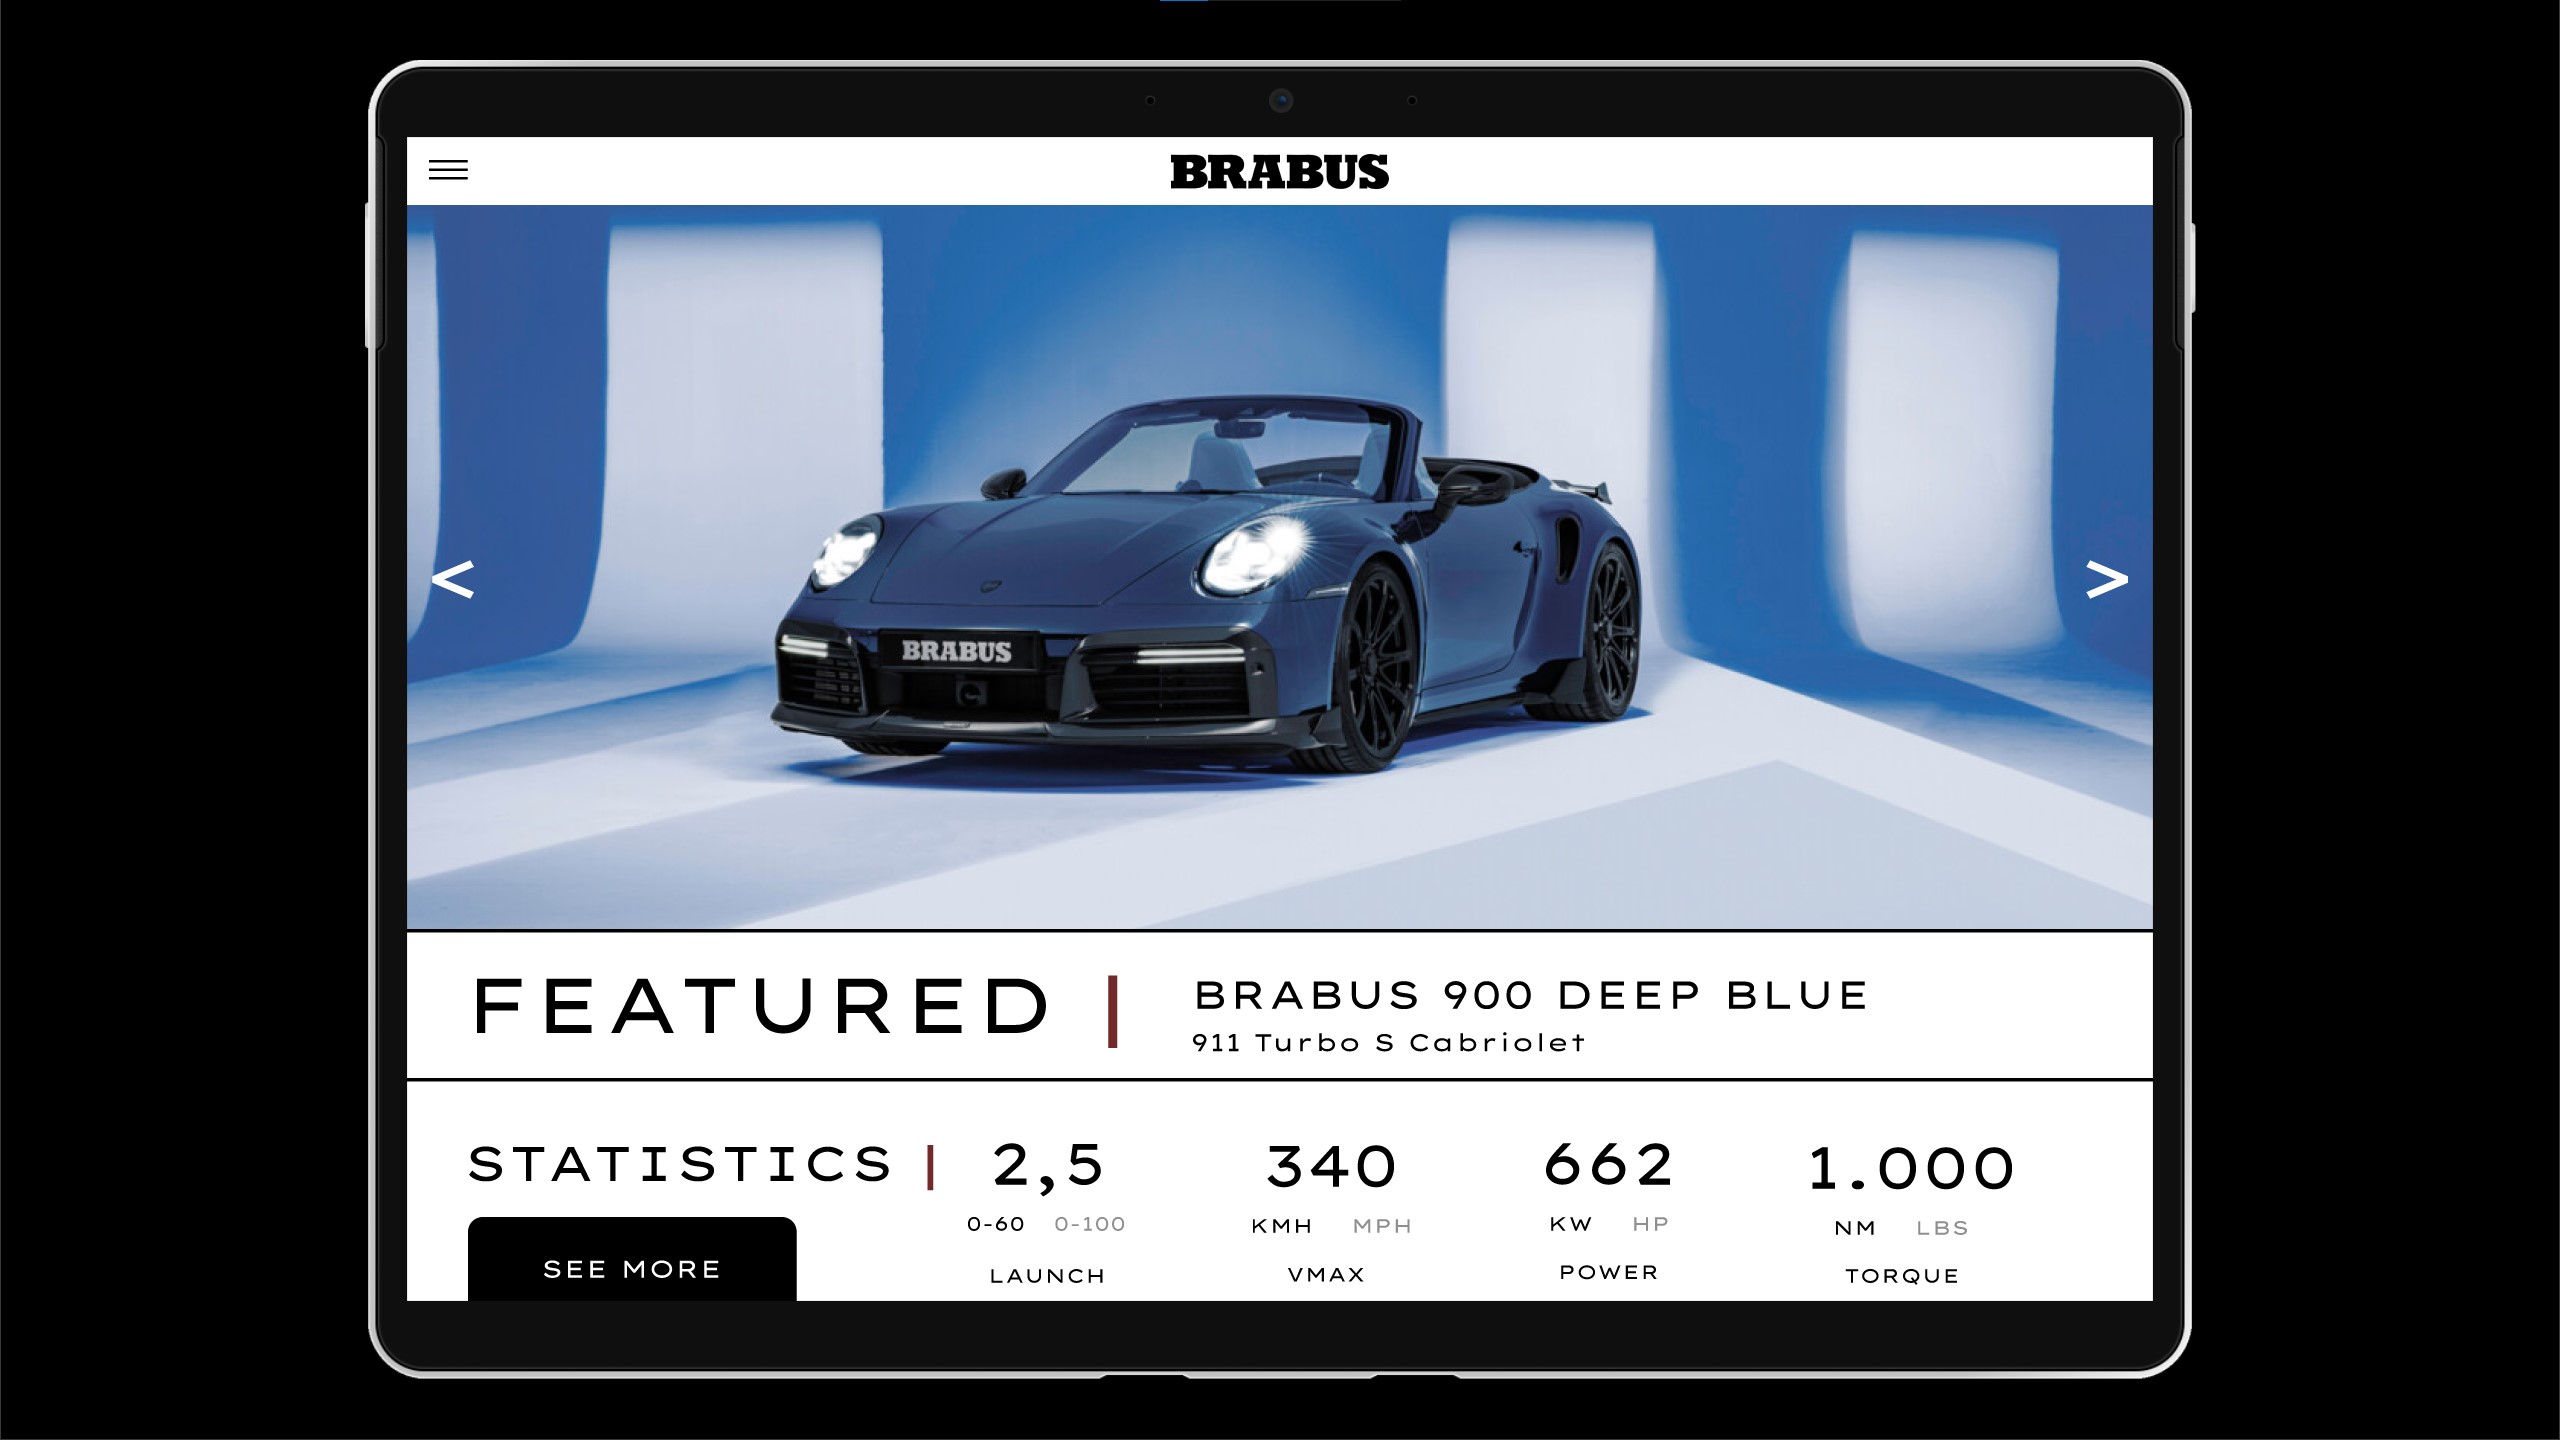 BRABUS
< >
BRABUS
FEATURED | BRABUS 900 DEEP BLUE
911 Turbo S Cabriolet
STATISTICS | 2,5 340 662 1.000
0-60 0-100 KMH MPH KW HP NM LBS
SEE MORE LAUNCH VMAX POWER TORQUE